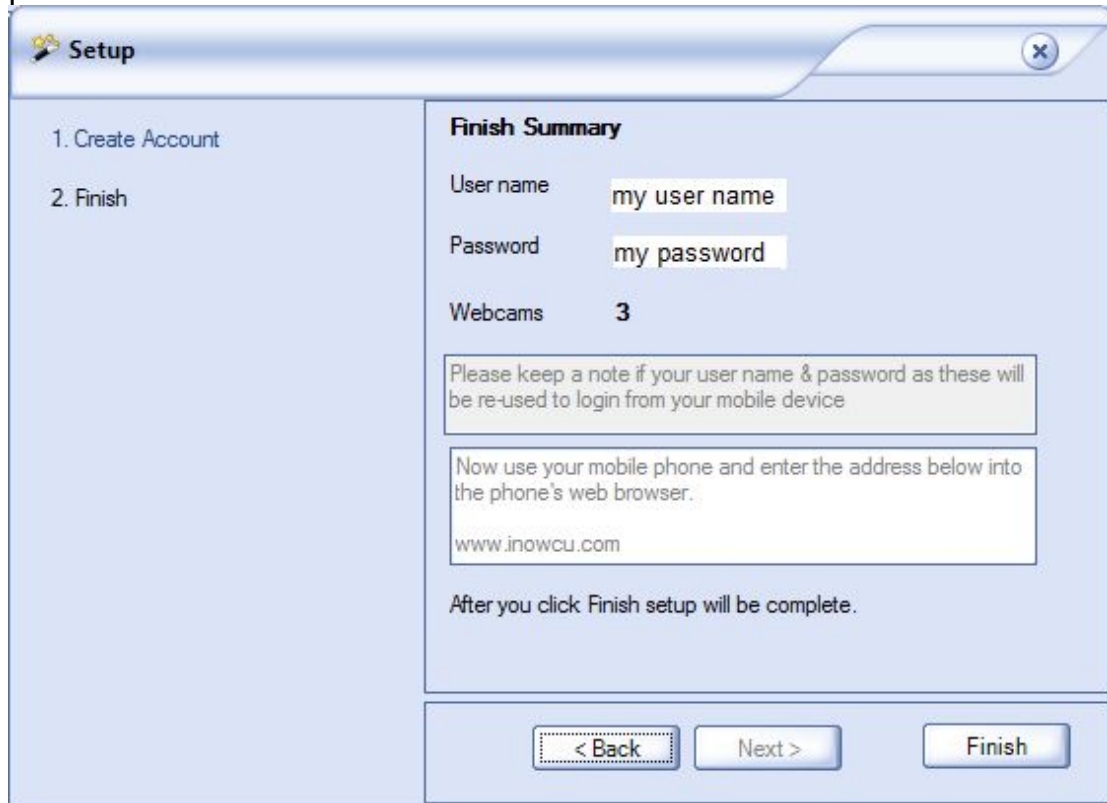 Setup
1. Create Account
2. Finish
Finish Summary
User name my user name
Password my password
Webcams 3
Please keep a note if your user name & password as these will
be re-used to login from your mobile device
Now use your mobile phone and enter the address below into
the phone's web browser.
www.inowcu.com
After you click Finish setup will be complete.
< Back Next > Finish